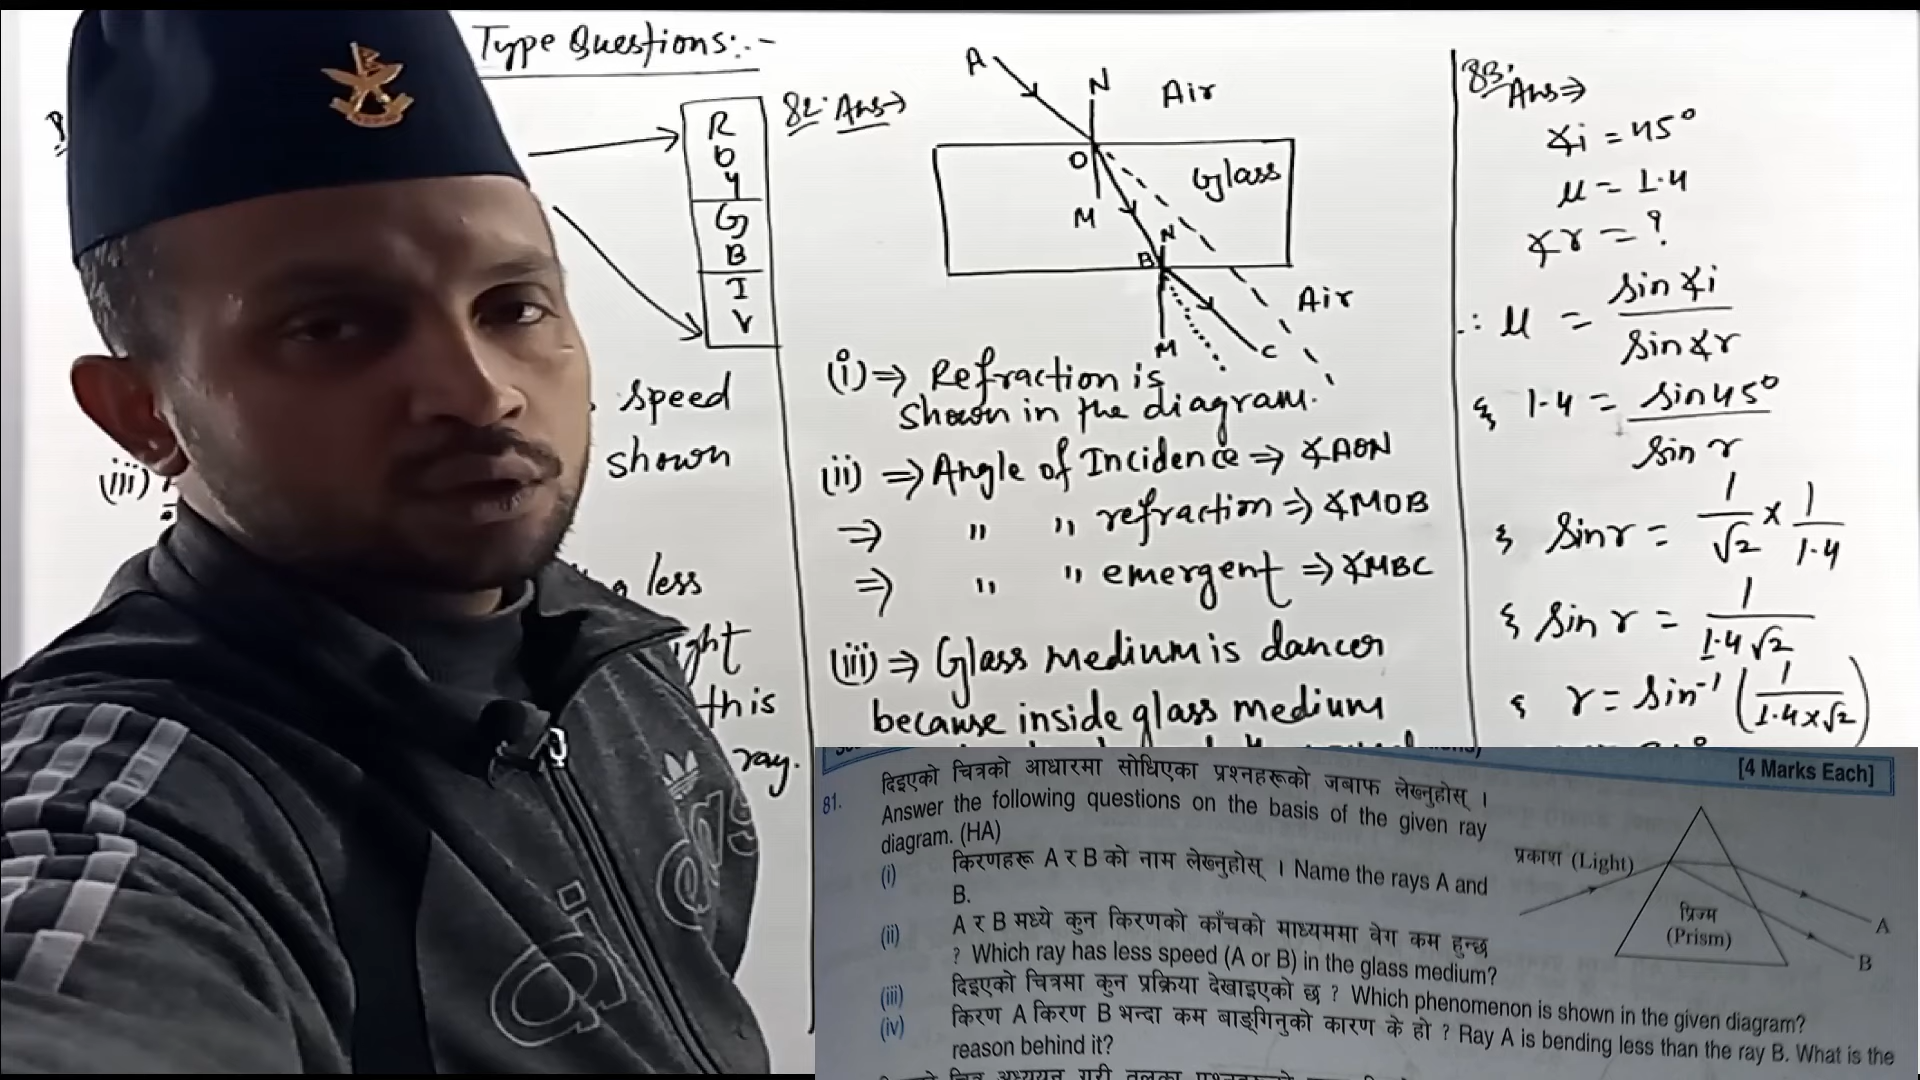 Type Questions:-
R
O
Y
G
B
I
V
speed
(iii)
shown
less
this
ray.
82. Ans→
A
N
Air
O
Glass
M
N
B
Air
M
C
(i)⇒ Refraction is
shown in the diagram.
(ii) ⇒ Angle of Incidence ⇒ ∡AON
⇒ " " refraction ⇒ ∡MOB
⇒ " " emergent ⇒ ∡MBC
(iii) ⇒ Glass medium is dancer
because inside glass medium
83. Ans⇒
∡i = 45°
μ = 1.4
∡r = ?
∴ μ = sin∡i / sin∡r
1.4 = sin45° / sin r
sin r = 1/√2 × 1/1.4
sin r = 1 / 1.4√2
r = sin⁻¹ (1 / 1.4×√2)
[4 Marks Each]
81. दिइएको चित्रको आधारमा सोधिएका प्रश्नहरूको जबाफ लेख्नुहोस् ।
Answer the following questions on the basis of the given ray
diagram. (HA)
(i) किरणहरू A र B को नाम लेख्नुहोस् । Name the rays A and
B.
(ii) A र B मध्ये कुन किरणको काँचको माध्यममा वेग कम हुन्छ
? Which ray has less speed (A or B) in the glass medium?
(iii) दिइएको चित्रमा कुन प्रक्रिया देखाइएको छ ? Which phenomenon is shown in the given diagram?
(iv) किरण A किरण B भन्दा कम बाङ्गिनुको कारण के हो ? Ray A is bending less than the ray B. What is the
reason behind it?
प्रकाश (Light)
प्रिज्म
(Prism)
A
B